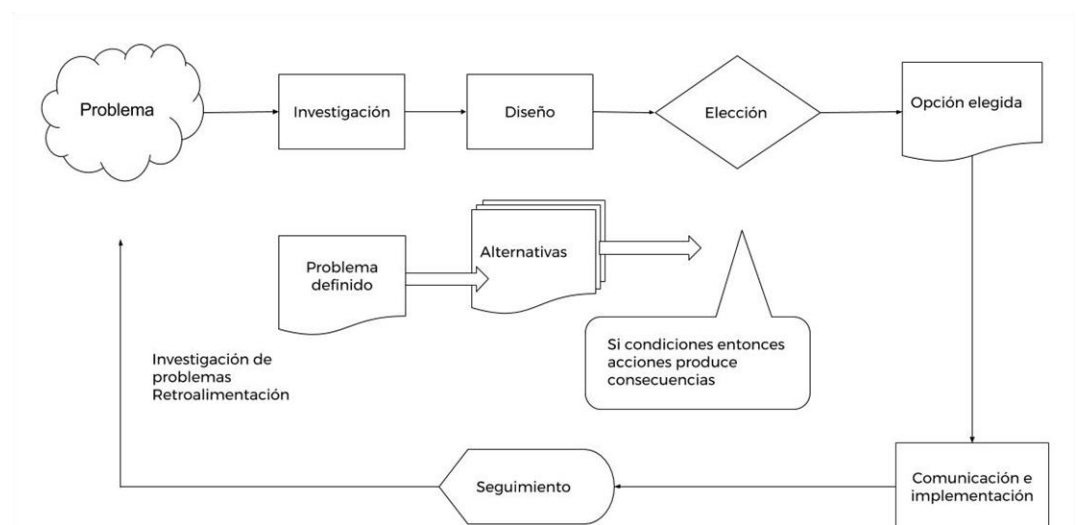 Problema
Investigación
Diseño
Elección
Opción elegida
Problema
definido
Alternativas
Si condiciones entonces
acciones produce
consecuencias
Investigación de
problemas
Retroalimentación
Seguimiento
Comunicación e
implementación